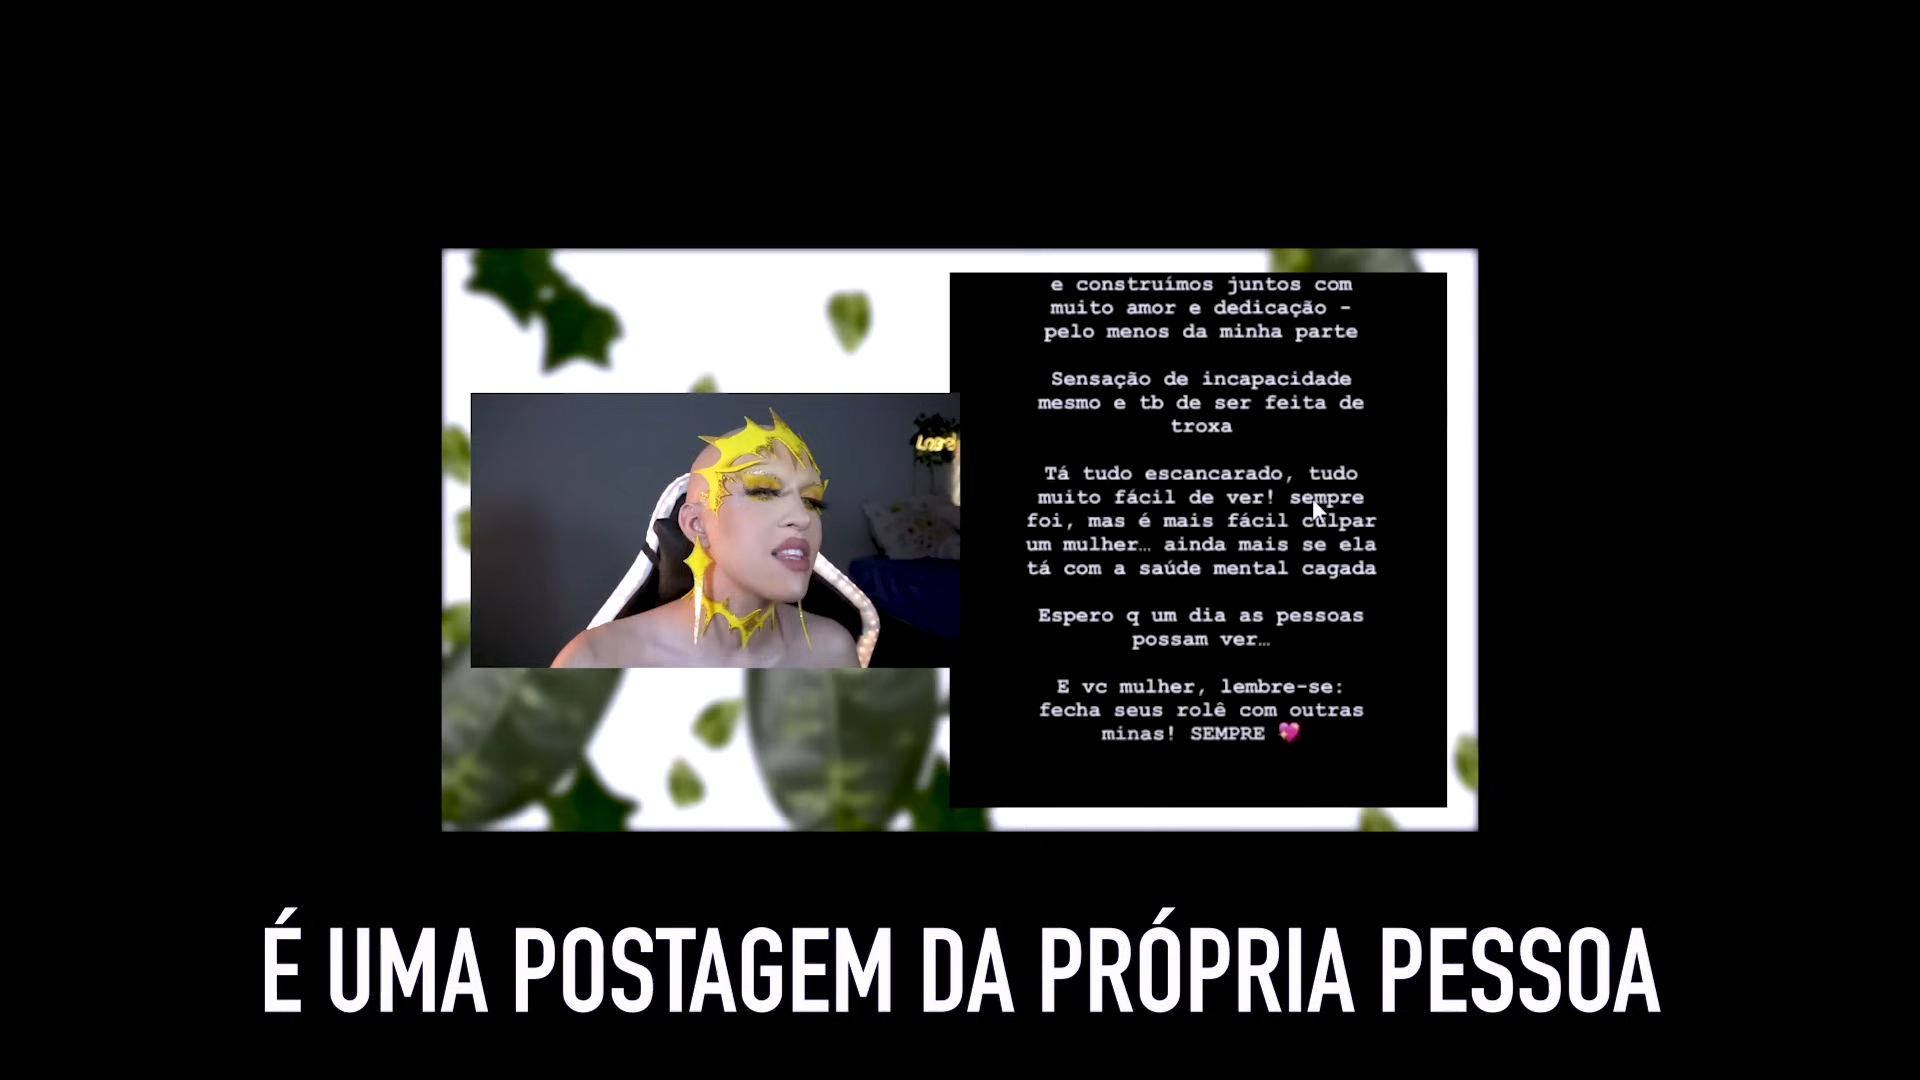 e construímos juntos com
muito amor e dedicação -
pelo menos da minha parte
Sensação de incapacidade
mesmo e tb de ser feita de
troxa
Tá tudo escancarado, tudo
muito fácil de ver! sempre
foi, mas é mais fácil culpar
um mulher… ainda mais se ela
tá com a saúde mental cagada
Espero q um dia as pessoas
possam ver…
E vc mulher, lembre-se:
fecha seus rolê com outras
minas! SEMPRE 💖
É UMA POSTAGEM DA PRÓPRIA PESSOA